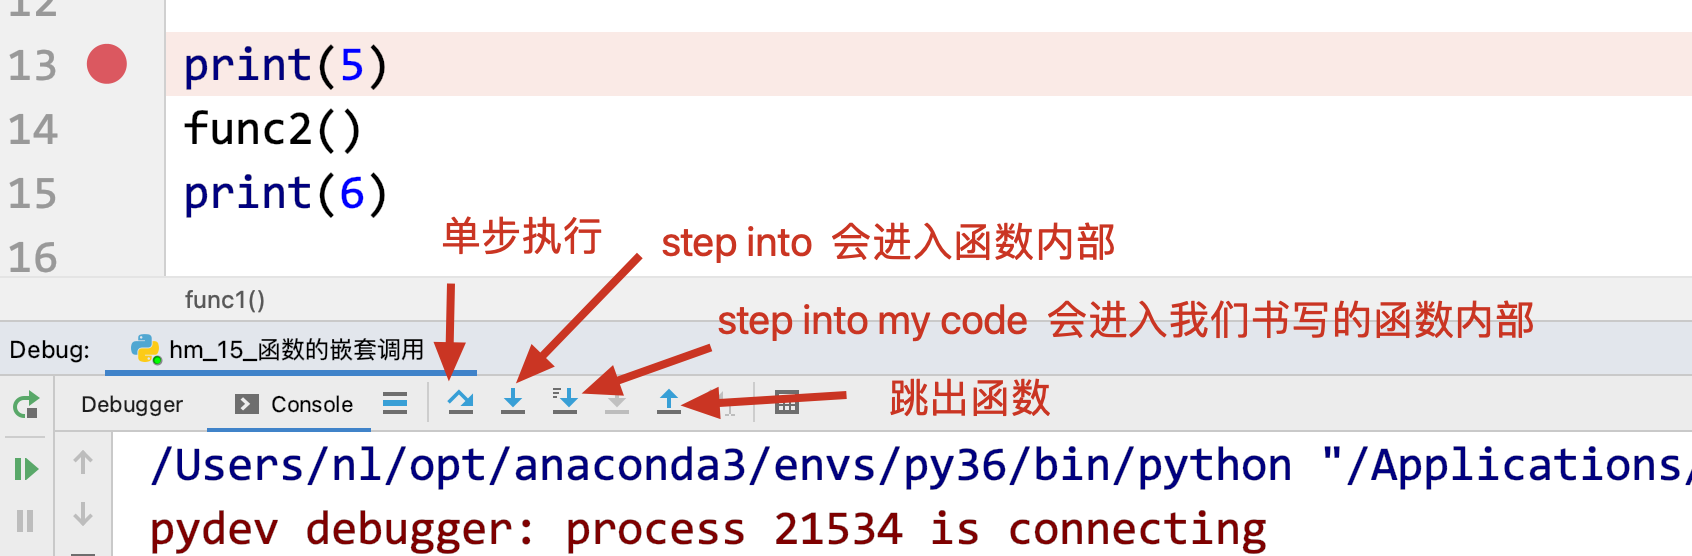 12
13 print(5)
14 func2()
15 print(6)
单步执行 step into 会进入函数内部
16
func1()
step into my code 会进入我们书写的函数内部
Debug: hm_15_函数的嵌套调用
Debugger Console 跳出函数
/Users/nl/opt/anaconda3/envs/py36/bin/python "/Applications/
pydev debugger: process 21534 is connecting